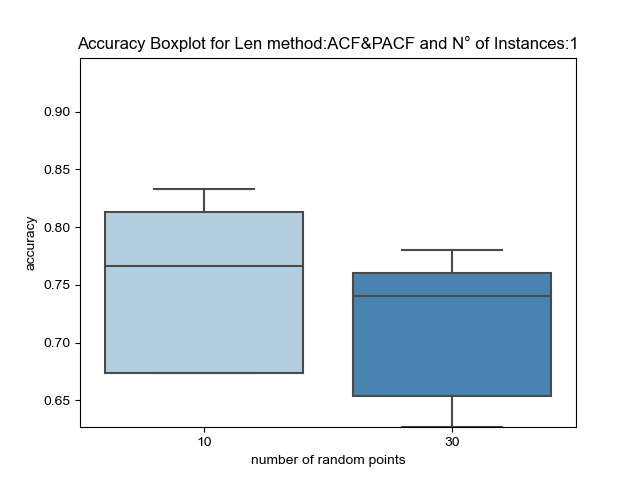 Accuracy Boxplot for Len method:ACF&PACF and N° of Instances:1
0.90
0.85
0.80
0.75
0.70
0.65
accuracy
10 30
number of random points